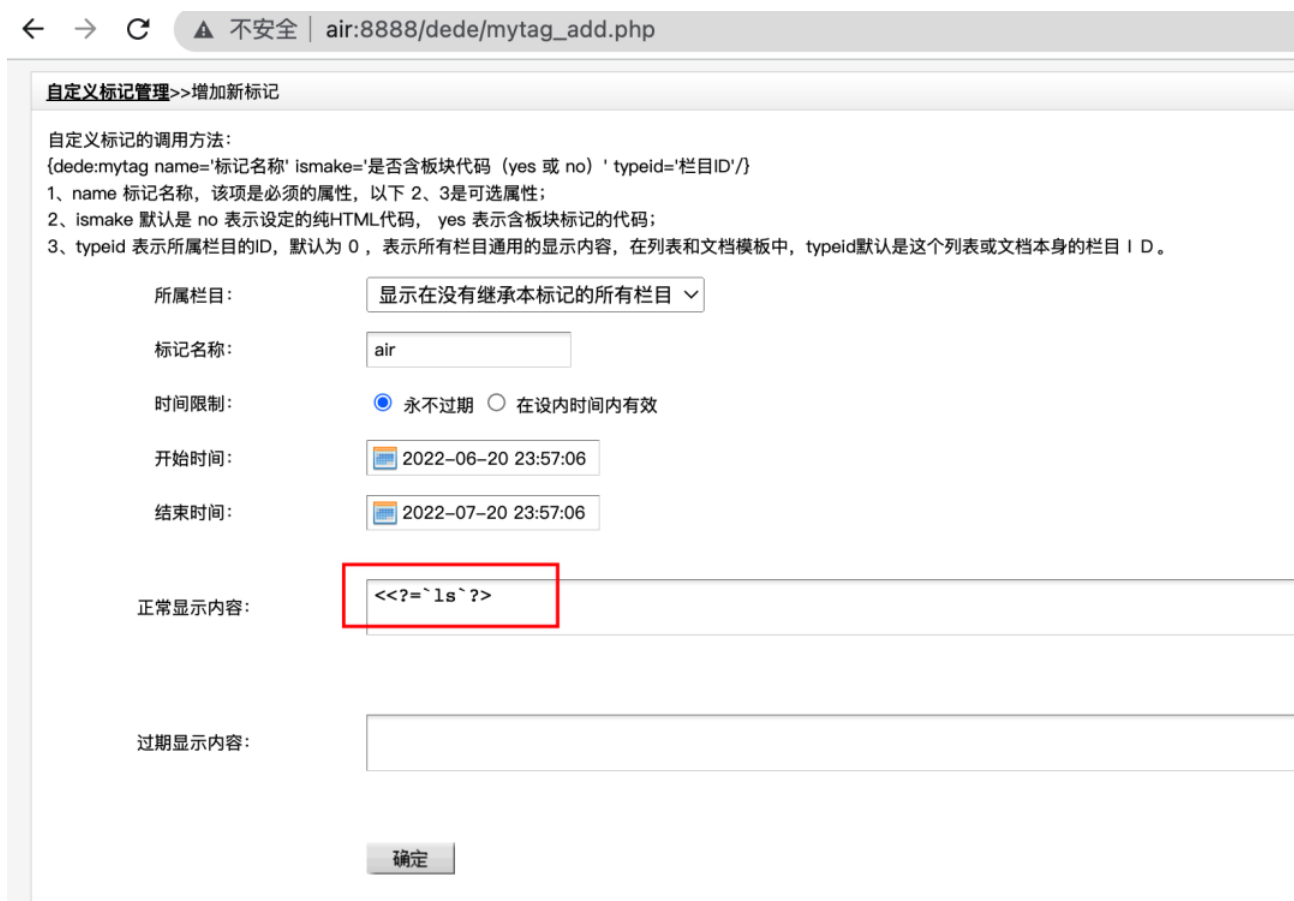 不安全 | air:8888/dede/mytag_add.php
自定义标记管理>>增加新标记
自定义标记的调用方法：
{dede:mytag name='标记名称' ismake='是否含板块代码（yes 或 no）' typeid='栏目ID'/}
1、name 标记名称，该项是必须的属性，以下 2、3是可选属性；
2、ismake 默认是 no 表示设定的纯HTML代码， yes 表示含板块标记的代码；
3、typeid 表示所属栏目的ID，默认为 0 ，表示所有栏目通用的显示内容，在列表和文档模板中，typeid默认是这个列表或文档本身的栏目ＩＤ。
所属栏目： 显示在没有继承本标记的所有栏目
标记名称： air
时间限制： 永不过期 在设内时间内有效
开始时间： 2022-06-20 23:57:06
结束时间： 2022-07-20 23:57:06
正常显示内容： <<?=`ls`?>
过期显示内容：
确定